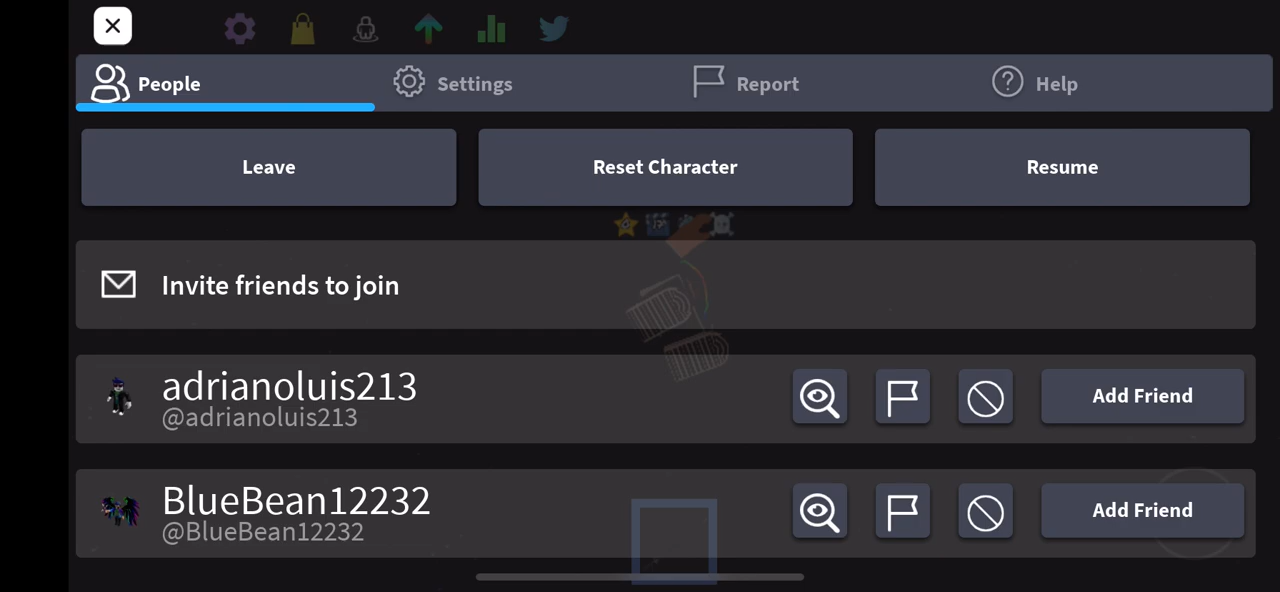 People
Settings
Report
Help
Leave
Reset Character
Resume
Invite friends to join
adrianoluis213
@adrianoluis213
Add Friend
BlueBean12232
@BlueBean12232
Add Friend